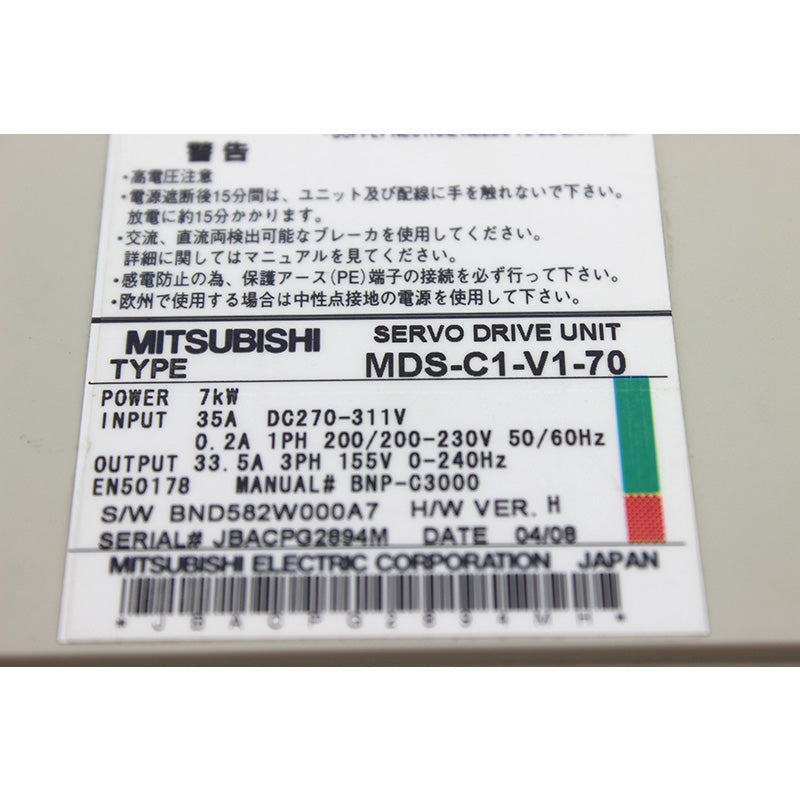 警告
・高電圧注意
・電源遮断後15分間は、ユニット及び配線に手を触れないで下さい。
放電に約15分かかります。
・交流、直流両検出可能なブレーカを使用してください。
詳細に関してはマニュアルを見てください。
・感電防止の為、保護アース(PE)端子の接続を必ず行って下さい。
・欧州で使用する場合は中性点接地の電源を使用して下さい。
MITSUBISHI SERVO DRIVE UNIT
TYPE MDS-C1-V1-70
POWER 7kW
INPUT 35A DC270-311V
0.2A 1PH 200/200-230V 50/60Hz
OUTPUT 33.5A 3PH 155V 0-240Hz
EN50178 MANUAL# BNP-C3000
S/W BND582W000A7 H/W VER. H
SERIAL# JBACPG2894M DATE 04/08
MITSUBISHI ELECTRIC CORPORATION JAPAN
*JBACPG2894MH*